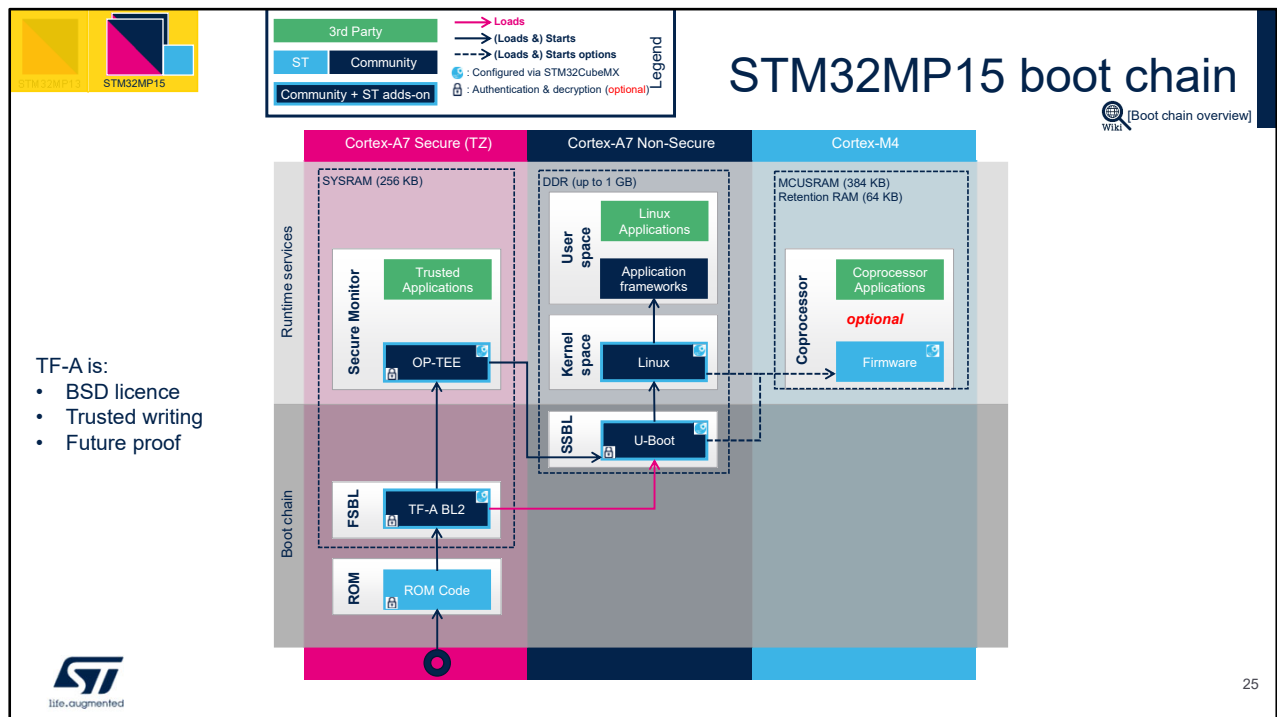 STM32MP13
STM32MP15
3rd Party
ST
Community
Community + ST adds-on
Loads
(Loads &) Starts
(Loads &) Starts options
: Configured via STM32CubeMX
: Authentication & decryption (optional)
Legend
STM32MP15 boot chain
Wiki
[Boot chain overview]
Cortex-A7 Secure (TZ)
Cortex-A7 Non-Secure
Cortex-M4
Runtime services
SYSRAM (256 KB)
Secure Monitor
Trusted
Applications
OP-TEE
DDR (up to 1 GB)
User
space
Linux
Applications
Application
frameworks
Kernel
space
Linux
MCUSRAM (384 KB)
Retention RAM (64 KB)
Coprocessor
Coprocessor
Applications
optional
Firmware
TF-A is:
• BSD licence
• Trusted writing
• Future proof
Boot chain
SSBL
U-Boot
FSBL
TF-A BL2
ROM
ROM Code
ST
life.augmented
25